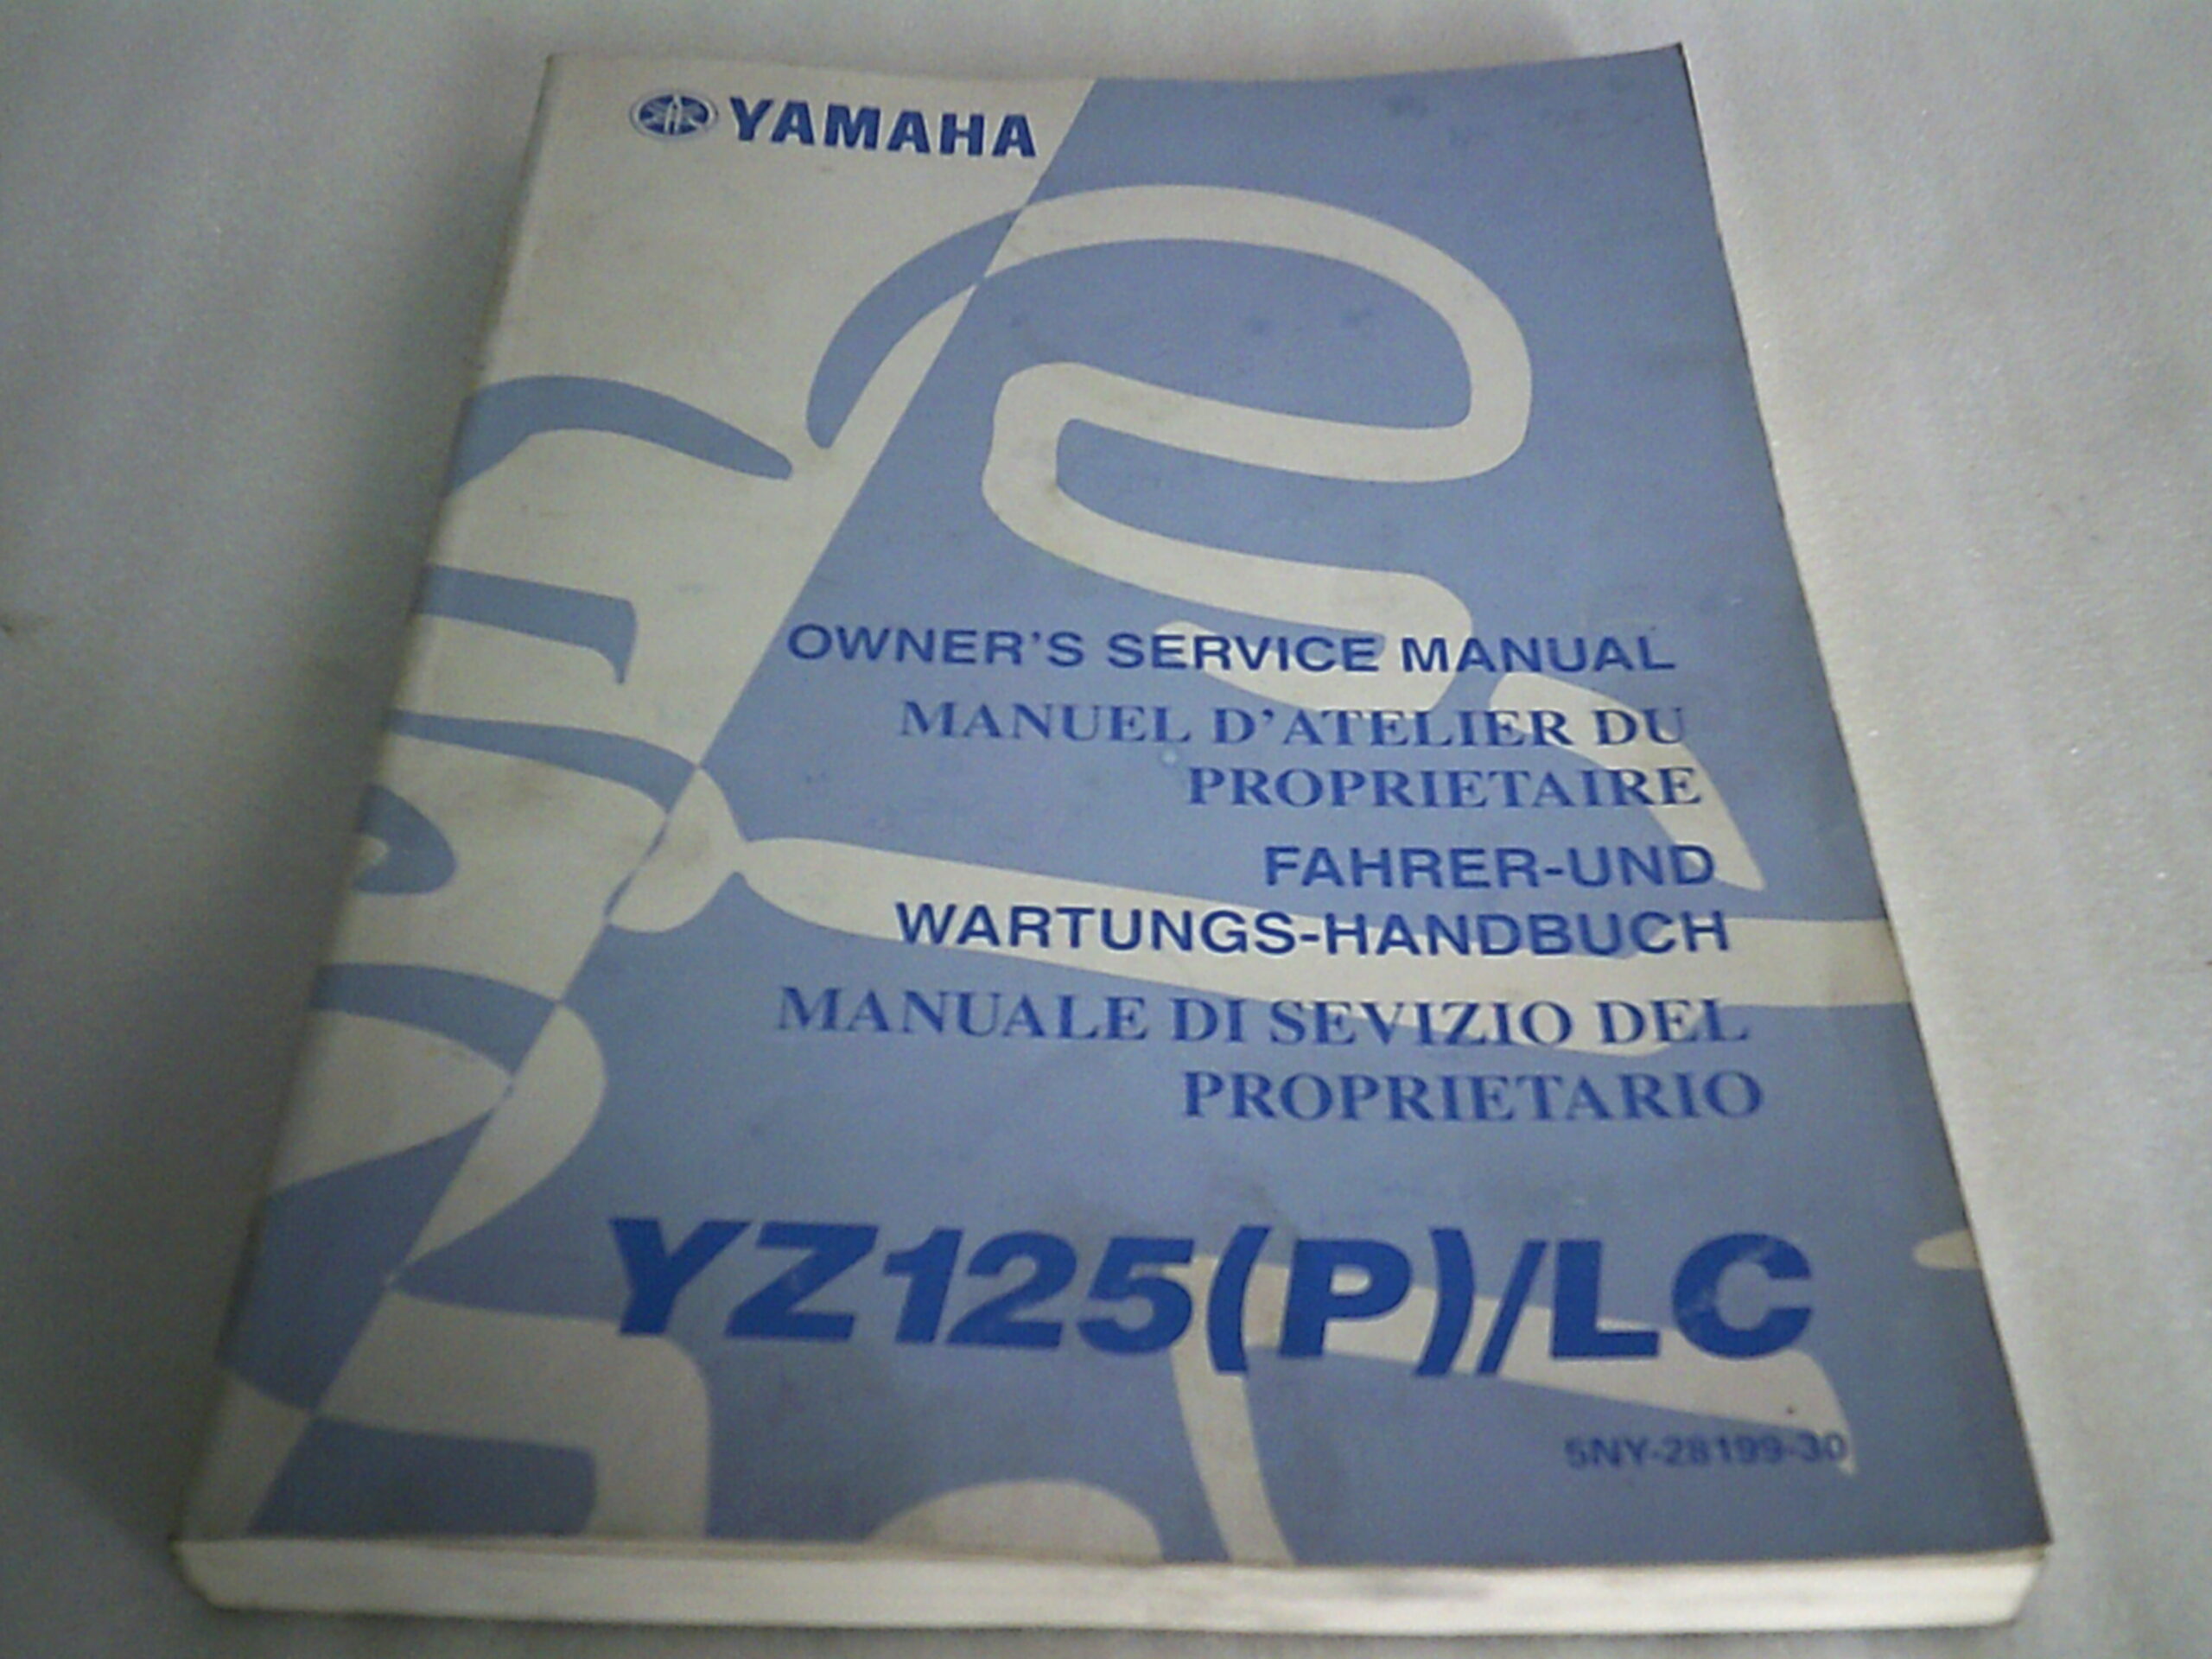 YAMAHA
OWNER'S SERVICE MANUAL
MANUEL D'ATELIER DU
PROPRIETAIRE
FAHRER-UND
WARTUNGS-HANDBUCH
MANUALE DI SEVIZIO DEL
PROPRIETARIO
YZ125(P)/LC
5NY-28199-30